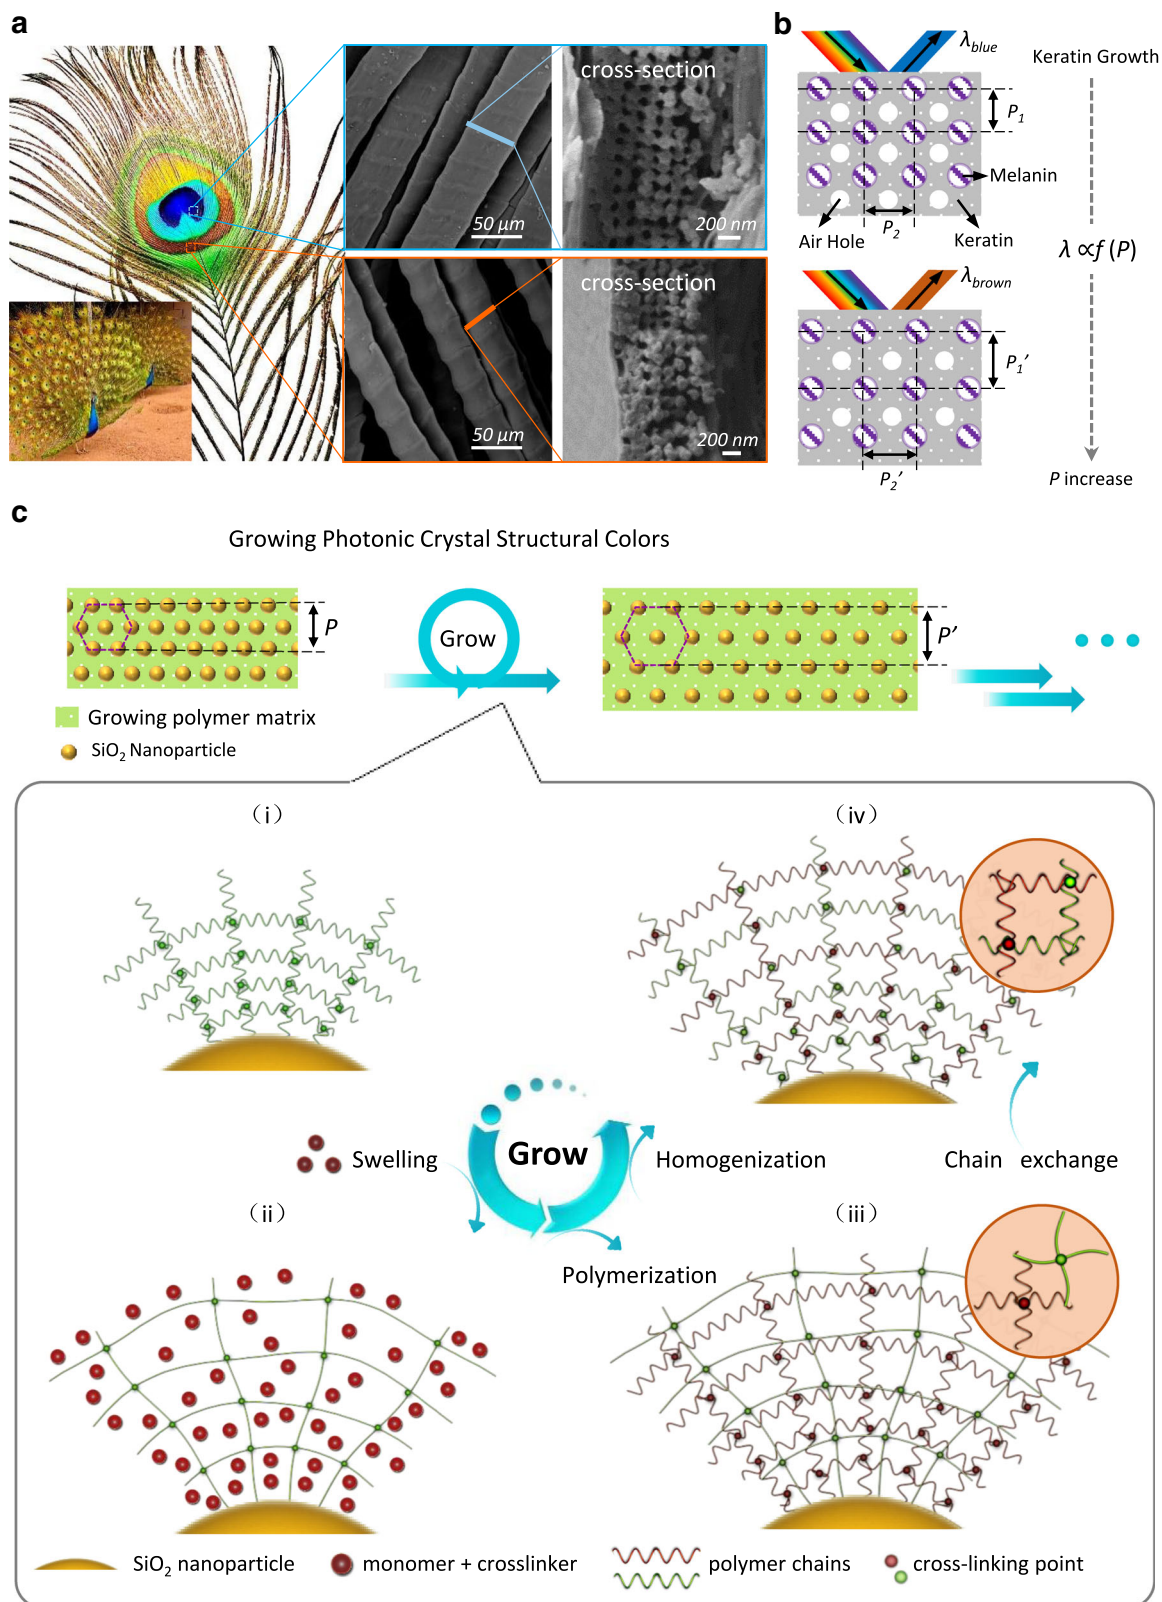 a
cross-section
50 μm
200 nm
cross-section
50 μm
200 nm
b
λblue
Keratin Growth
P1
Melanin
P2
Air Hole
Keratin
λ ∝f (P)
λbrown
P1’
P2’
P increase
c
Growing Photonic Crystal Structural Colors
P
Grow
P’
Growing polymer matrix
SiO2 Nanoparticle
(i)
(iv)
Swelling
Grow
Homogenization
Chain exchange
(ii)
(iii)
Polymerization
SiO2 nanoparticle
monomer + crosslinker
polymer chains
cross-linking point